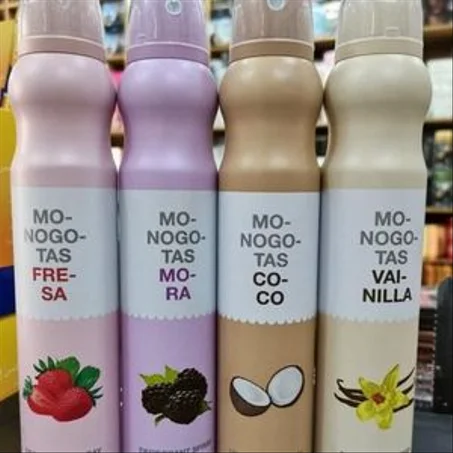 MO-
NOGO-
TAS
FRE-
SA
MO-
NOGO-
TAS
MO-
RA
MO-
NOGO-
TAS
CO-
CO
MO-
NOGO-
TAS
VAI-
NILLA